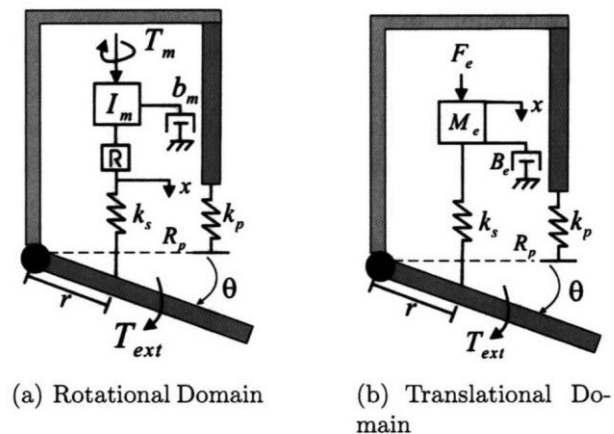 T_m
I_m
b_m
R
x
k_s
R_p
k_p
θ
r
T_ext
(a) Rotational Domain
F_e
M_e
x
B_e
k_s
R_p
k_p
θ
r
T_ext
(b) Translational Do-
main